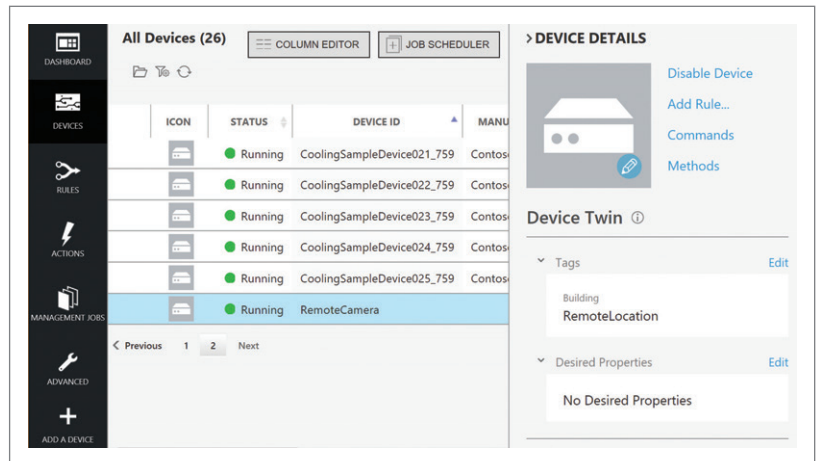 DASHBOARD
DEVICES
RULES
ACTIONS
MANAGEMENT JOBS
ADVANCED
ADD A DEVICE
All Devices (26)
COLUMN EDITOR
JOB SCHEDULER
ICON STATUS DEVICE ID MANU
Running CoolingSampleDevice021_759 Contos
Running CoolingSampleDevice022_759 Contos
Running CoolingSampleDevice023_759 Contos
Running CoolingSampleDevice024_759 Contos
Running CoolingSampleDevice025_759 Contos
Running RemoteCamera
< Previous 1 2 Next
> DEVICE DETAILS
Disable Device
Add Rule...
Commands
Methods
Device Twin
Tags Edit
Building
RemoteLocation
Desired Properties Edit
No Desired Properties